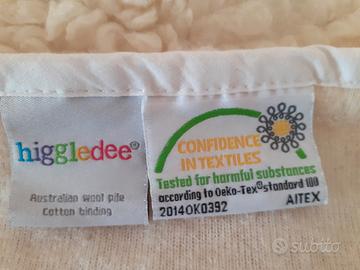 higgledee®
Australian wool pile
Cotton binding
CONFIDENCE
IN TEXTILES
Tested for harmful substances
according to Oeko-Tex® standard 100
2014OK0392 AITEX
subito